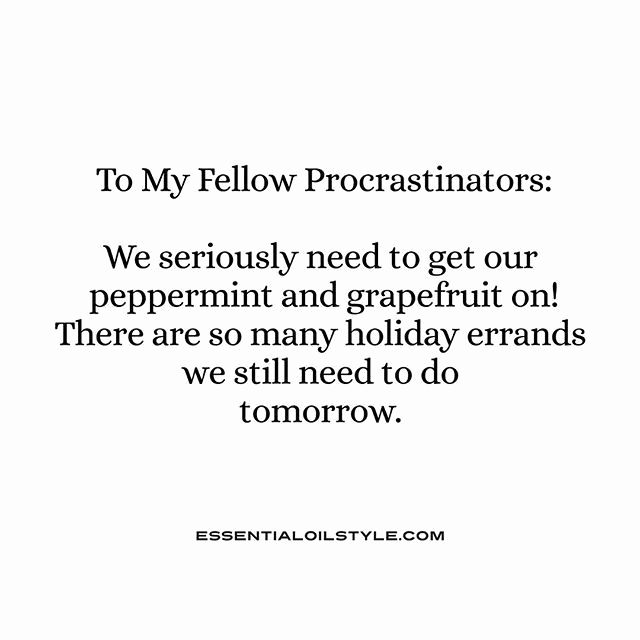 To My Fellow Procrastinators:
We seriously need to get our
peppermint and grapefruit on!
There are so many holiday errands
we still need to do
tomorrow.
ESSENTIALOILSTYLE.COM